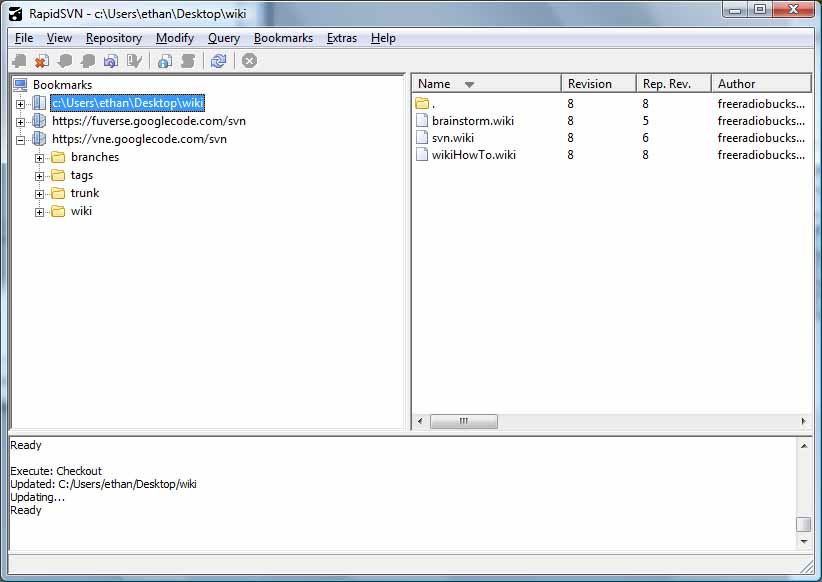 RapidSVN - c:\Users\ethan\Desktop\wiki
File View Repository Modify Query Bookmarks Extras Help
Bookmarks
c:\Users\ethan\Desktop\wiki
https://fuverse.googlecode.com/svn
https://vne.googlecode.com/svn
branches
tags
trunk
wiki
Name Revision Rep. Rev. Author
. 8 8 freeradiobucks...
brainstorm.wiki 8 5 freeradiobucks...
svn.wiki 8 6 freeradiobucks...
wikiHowTo.wiki 8 8 freeradiobucks...
Ready
Execute: Checkout
Updated: C:/Users/ethan/Desktop/wiki
Updating...
Ready